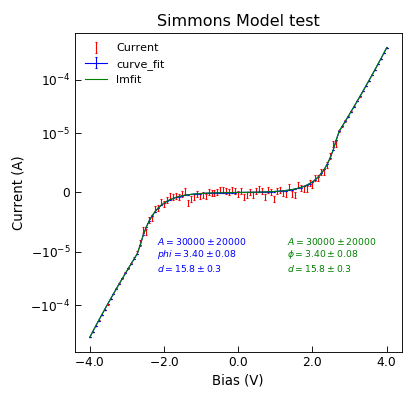 Simmons Model test
Current
curve_fit
lmfit
Current (A)
10⁻⁴
10⁻⁵
0
−10⁻⁵
−10⁻⁴
A = 30000 ± 20000
phi = 3.40 ± 0.08
d = 15.8 ± 0.3
A = 30000 ± 20000
ϕ = 3.40 ± 0.08
d = 15.8 ± 0.3
−4.0 −2.0 0.0 2.0 4.0
Bias (V)